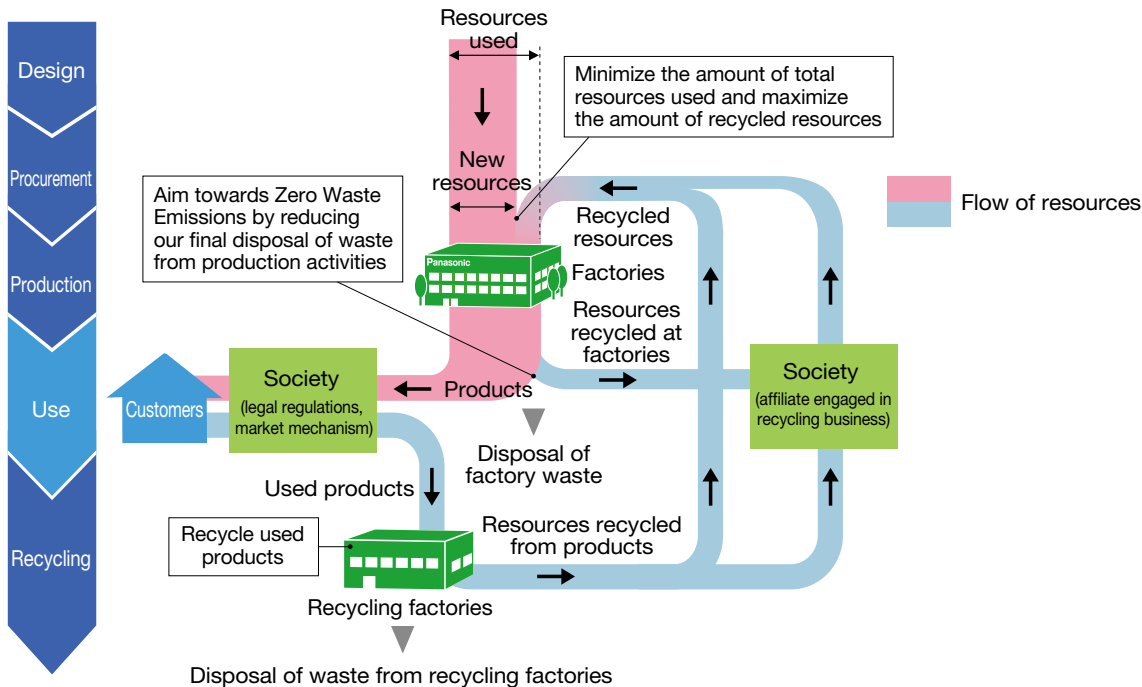 Design
Procurement
Production
Use
Recycling
Resources
used
Minimize the amount of total
resources used and maximize
the amount of recycled resources
New
resources
Aim towards Zero Waste
Emissions by reducing
our final disposal of waste
from production activities
Recycled
resources
Flow of resources
Panasonic
Factories
Resources
recycled at
factories
Customers
Society
(legal regulations,
market mechanism)
Products
Society
(affiliate engaged in
recycling business)
Disposal of
factory waste
Used products
Recycle used
products
Resources recycled
from products
Recycling factories
Disposal of waste from recycling factories